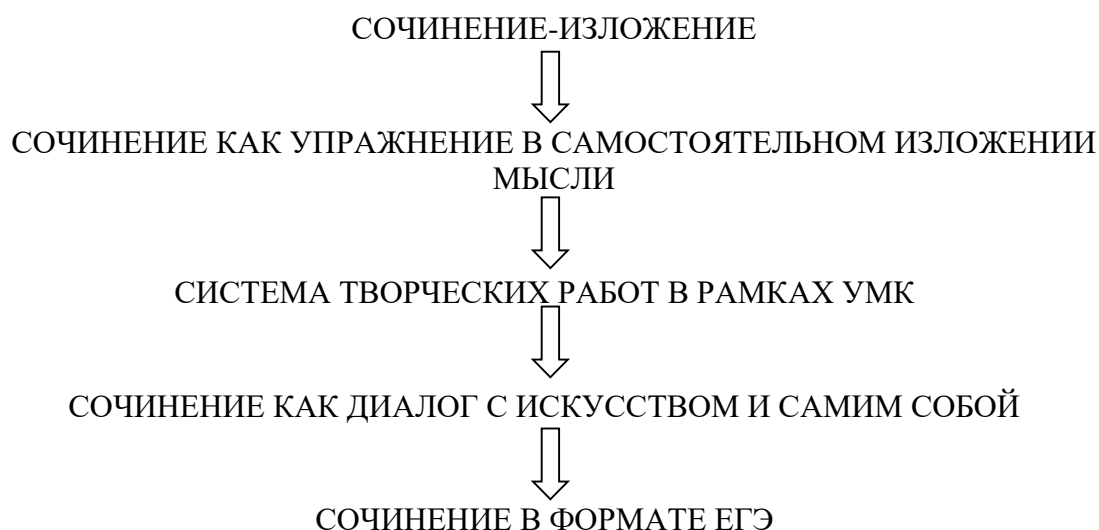 СОЧИНЕНИЕ-ИЗЛОЖЕНИЕ
СОЧИНЕНИЕ КАК УПРАЖНЕНИЕ В САМОСТОЯТЕЛЬНОМ ИЗЛОЖЕНИИ
МЫСЛИ
СИСТЕМА ТВОРЧЕСКИХ РАБОТ В РАМКАХ УМК
СОЧИНЕНИЕ КАК ДИАЛОГ С ИСКУССТВОМ И САМИМ СОБОЙ
СОЧИНЕНИЕ В ФОРМАТЕ ЕГЭ